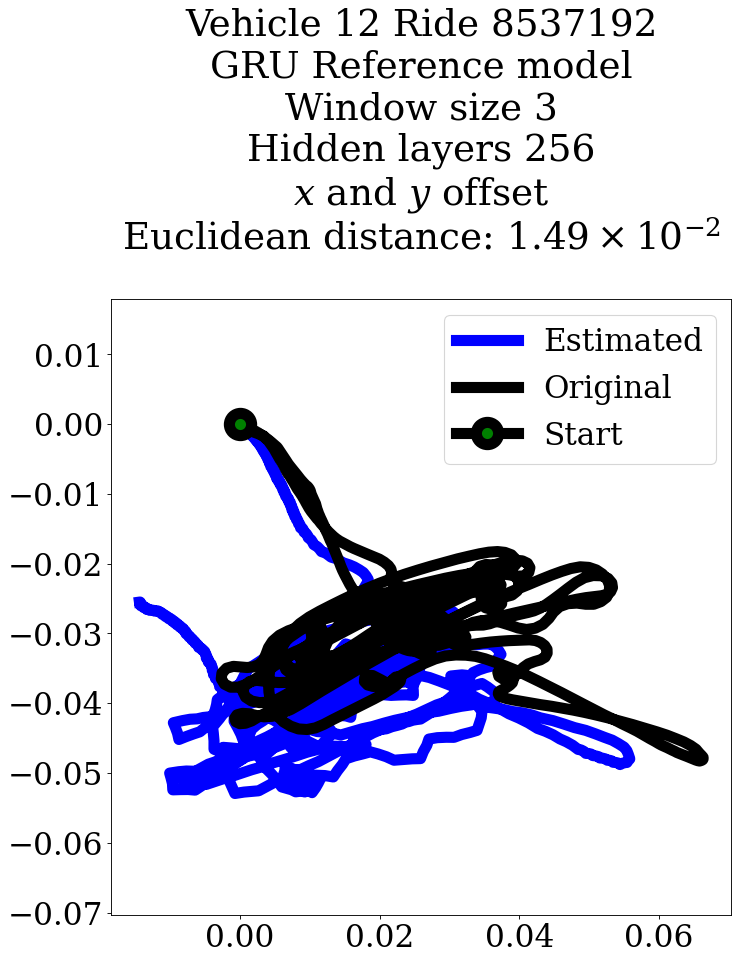 Vehicle 12 Ride 8537192
GRU Reference model
Window size 3
Hidden layers 256
x and y offset
Euclidean distance: 1.49 × 10⁻²
Estimated
Original
Start
0.01
0.00
−0.01
−0.02
−0.03
−0.04
−0.05
−0.06
−0.07
0.00 0.02 0.04 0.06